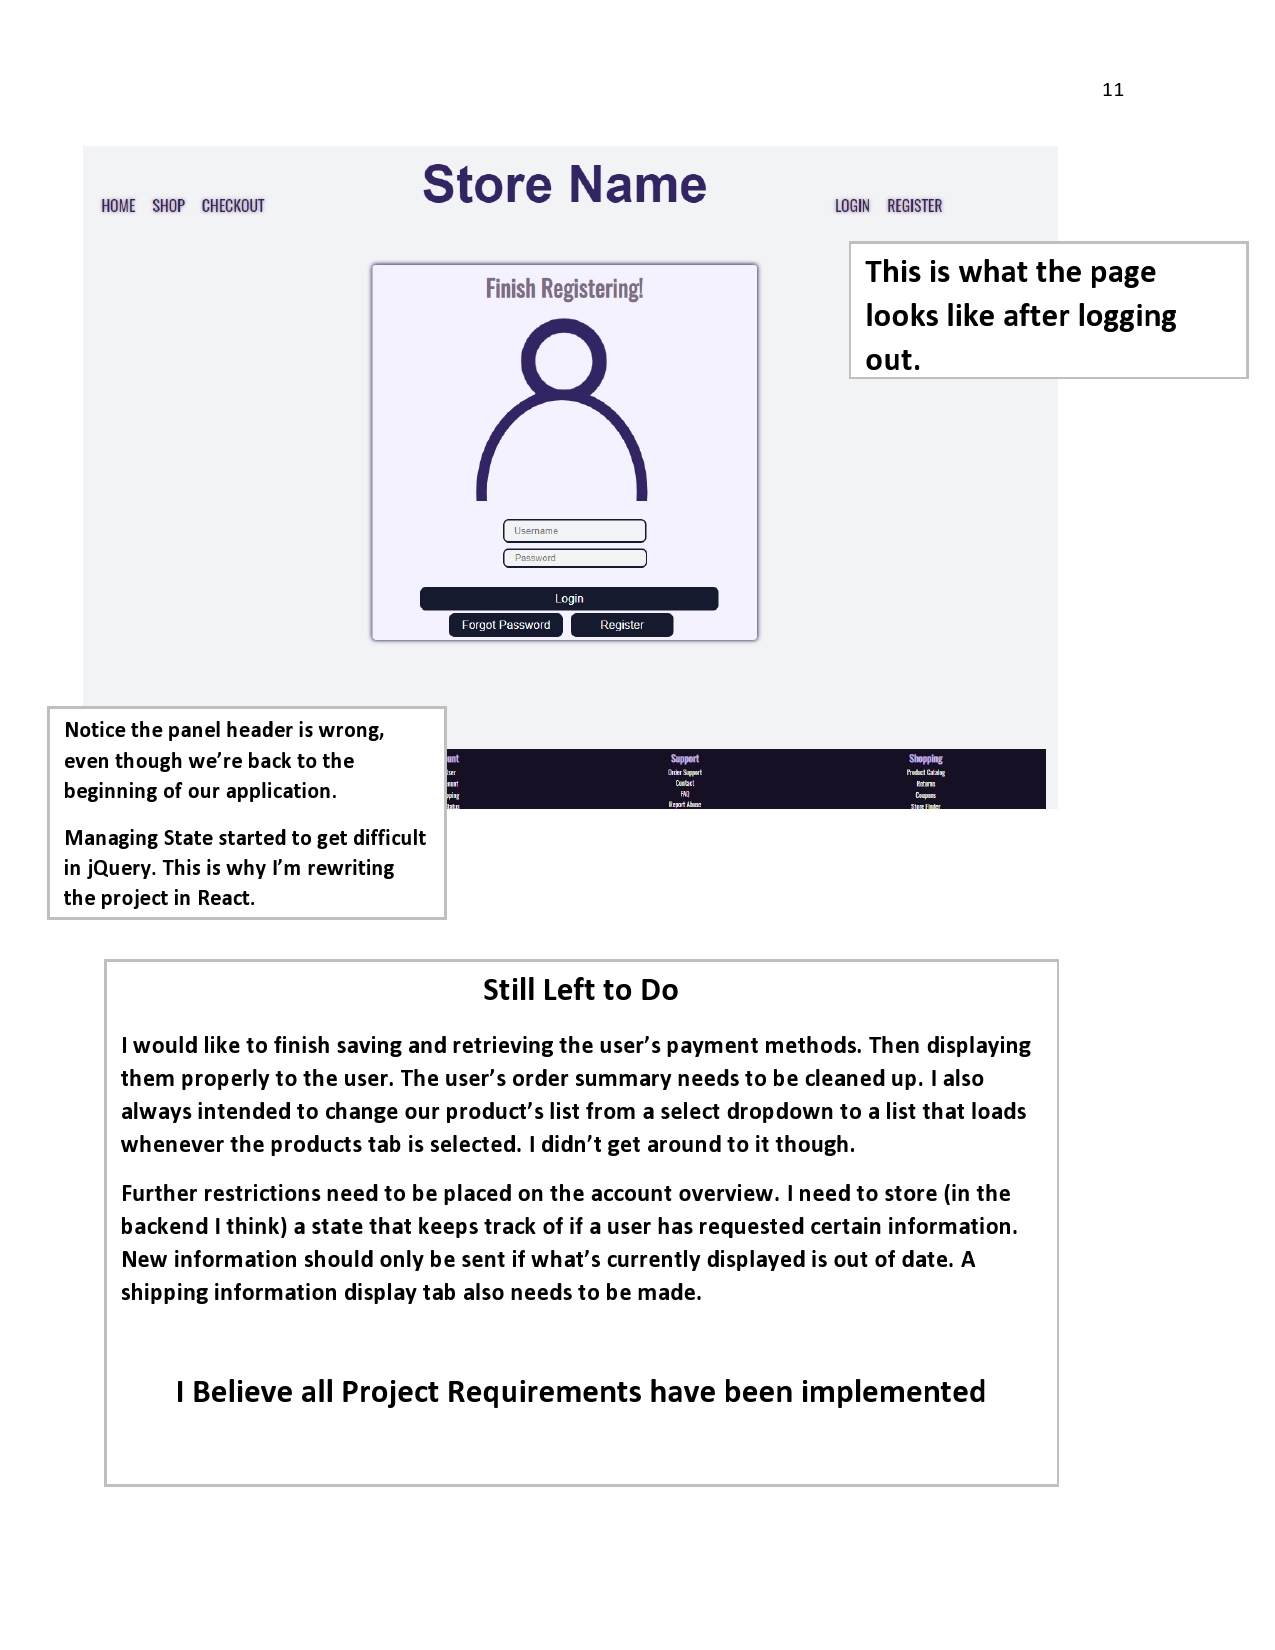 11
Store Name
HOME SHOP CHECKOUT
LOGIN REGISTER
This is what the page
looks like after logging
out.
Finish Registering!
Username
Password
Login
Forgot Password Register
Notice the panel header is wrong,
even though we’re back to the
beginning of our application.
Managing State started to get difficult
in jQuery. This is why I’m rewriting
the project in React.
Support
Order Support
Contact
FAQ
Report Abuse
Shopping
Product Catalog
Returns
Coupons
Store Finder
Still Left to Do
I would like to finish saving and retrieving the user’s payment methods. Then displaying
them properly to the user. The user’s order summary needs to be cleaned up. I also
always intended to change our product’s list from a select dropdown to a list that loads
whenever the products tab is selected. I didn’t get around to it though.
Further restrictions need to be placed on the account overview. I need to store (in the
backend I think) a state that keeps track of if a user has requested certain information.
New information should only be sent if what’s currently displayed is out of date. A
shipping information display tab also needs to be made.
I Believe all Project Requirements have been implemented